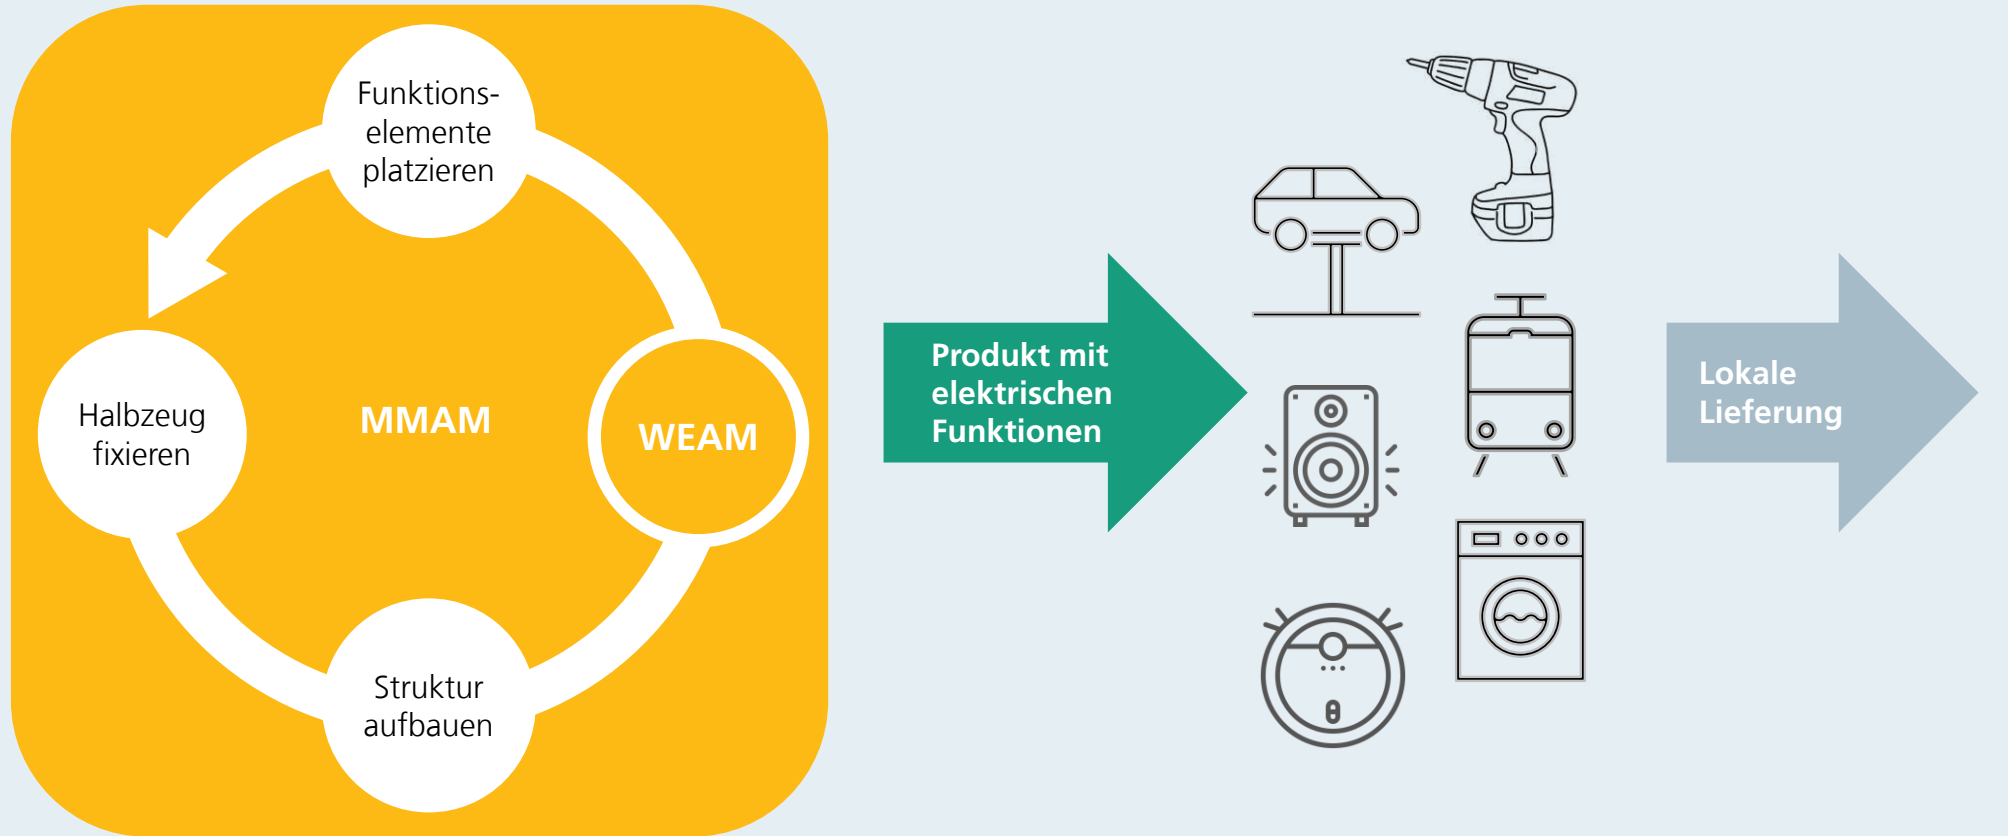 Funktions-
elemente
platzieren
Halbzeug
fixieren
MMAM
WEAM
Struktur
aufbauen
Produkt mit
elektrischen
Funktionen
Lokale
Lieferung